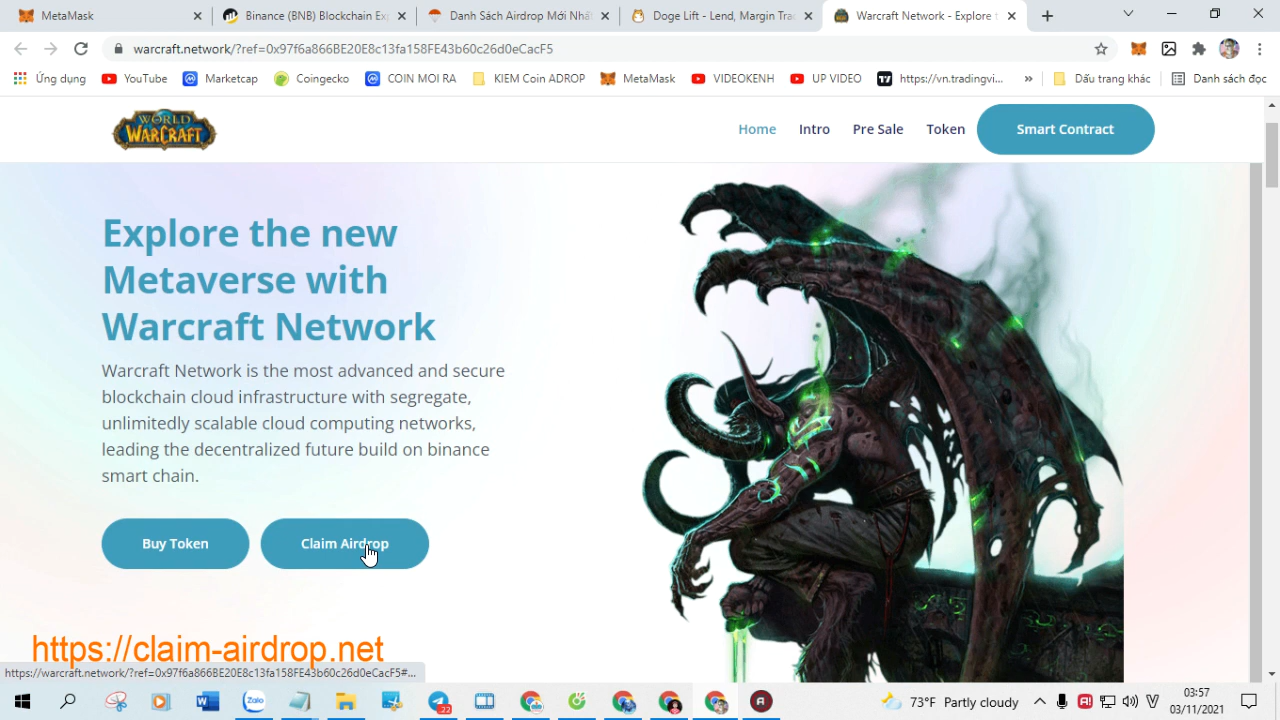 MetaMask
Binance (BNB) Blockchain Exp
Danh Sách Airdrop Mới Nhất
Doge Lift - Lend, Margin Tra
Warcraft Network - Explore t
warcraft.network/?ref=0x97f6a866BE20E8c13fa158FE43b60c26d0eCacF5
Ứng dụng
YouTube
Marketcap
Coingecko
COIN MOI RA
KIEM Coin ADROP
MetaMask
VIDEOKENH
UP VIDEO
https://vn.tradingvi...
»
Dấu trang khác
Danh sách đọc
WORLD
WARCRAFT
Home
Intro
Pre Sale
Token
Smart Contract
Explore the new
Metaverse with
Warcraft Network
Warcraft Network is the most advanced and secure
blockchain cloud infrastructure with segregate,
unlimitedly scalable cloud computing networks,
leading the decentralized future build on binance
smart chain.
Buy Token
Claim Airdrop
https://claim-airdrop.net
https://warcraft.network/?ref=0x97f6a866BE20E8c13fa158FE43b60c26d0eCacF5#...
Zalo
22
73°F Partly cloudy
03:57
03/11/2021